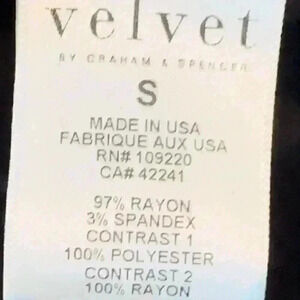 velvet
BY GRAHAM & SPENCER
S
MADE IN USA
FABRIQUE AUX USA
RN# 109220
CA# 42241
97% RAYON
3% SPANDEX
CONTRAST 1
100% POLYESTER
CONTRAST 2
100% RAYON